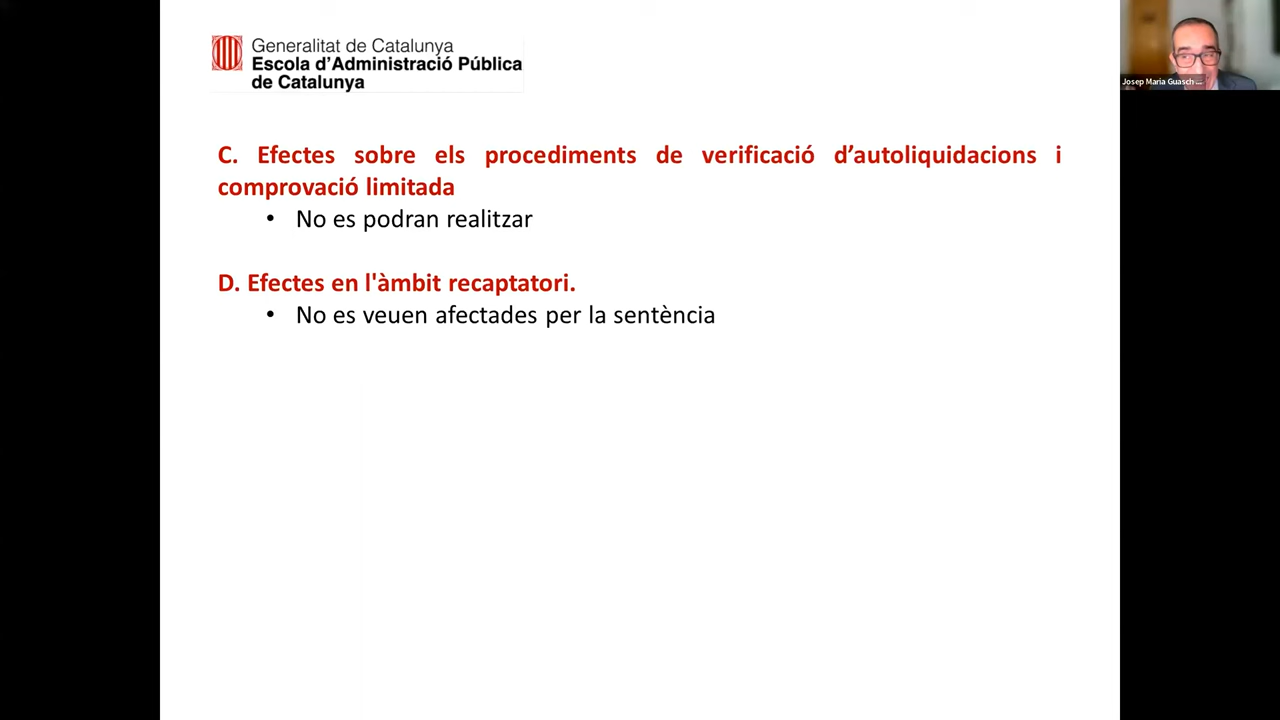 Generalitat de Catalunya
Escola d'Administració Pública
de Catalunya
Josep Maria Guasch ...
C. Efectes sobre els procediments de verificació d’autoliquidacions i
comprovació limitada
• No es podran realitzar
D. Efectes en l'àmbit recaptatori.
• No es veuen afectades per la sentència